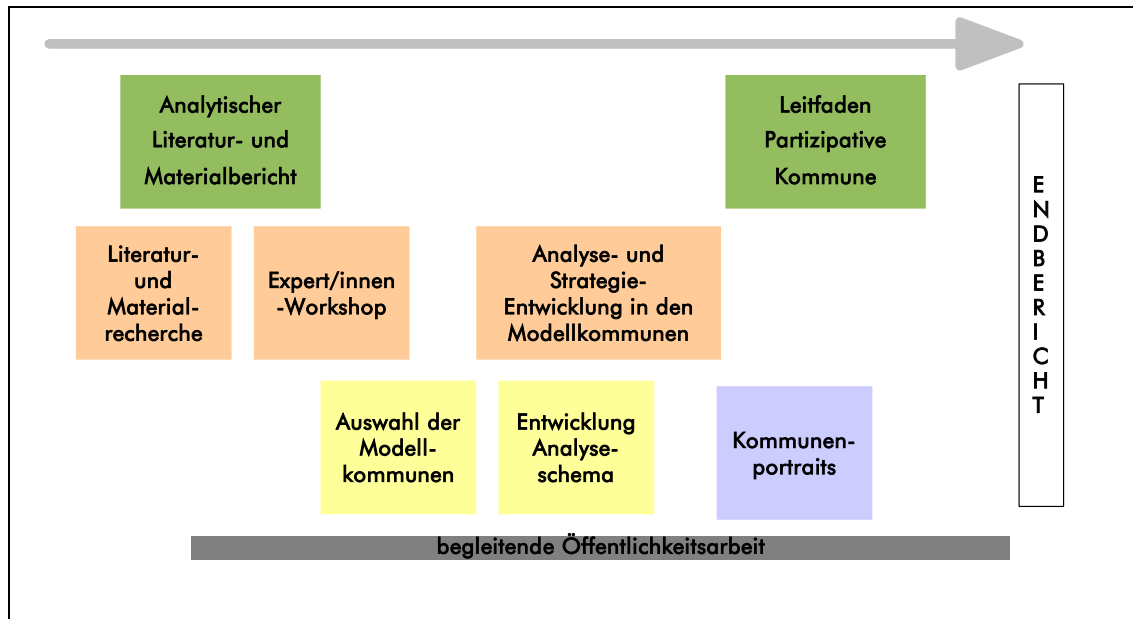 Analytischer
Literatur- und
Materialbericht
Leitfaden
Partizipative
Kommune
Literatur-
und
Material-
recherche
Expert/innen
-Workshop
Analyse- und
Strategie-
Entwicklung in den
Modellkommunen
Auswahl der
Modell-
kommunen
Entwicklung
Analyse-
schema
Kommunen-
portraits
ENDBERICHT
begleitende Öffentlichkeitsarbeit